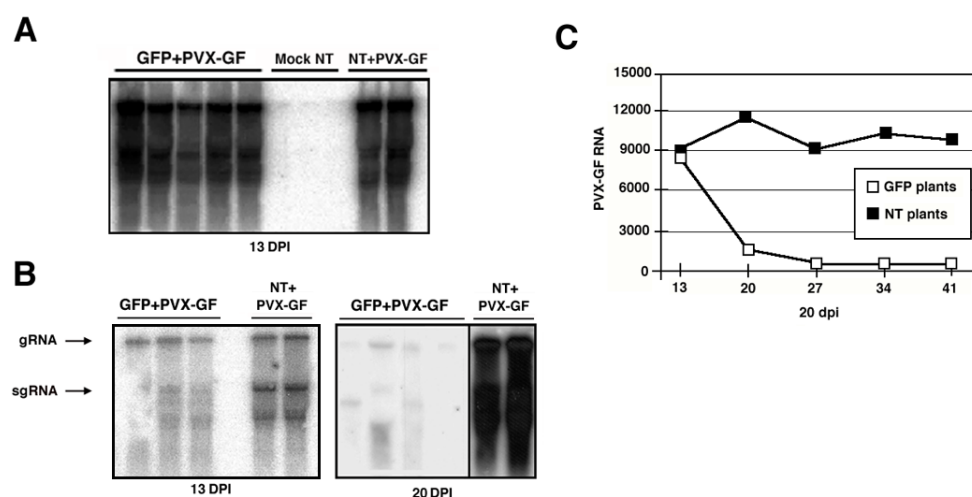 A
GFP+PVX-GF Mock NT NT+PVX-GF
13 DPI
B
GFP+PVX-GF
NT+
PVX-GF
GFP+PVX-GF
NT+
PVX-GF
gRNA
sgRNA
13 DPI
20 DPI
C
15000
12000
9000
6000
3000
0
PVX-GF RNA
GFP plants
NT plants
13 20 27 34 41
20 dpi